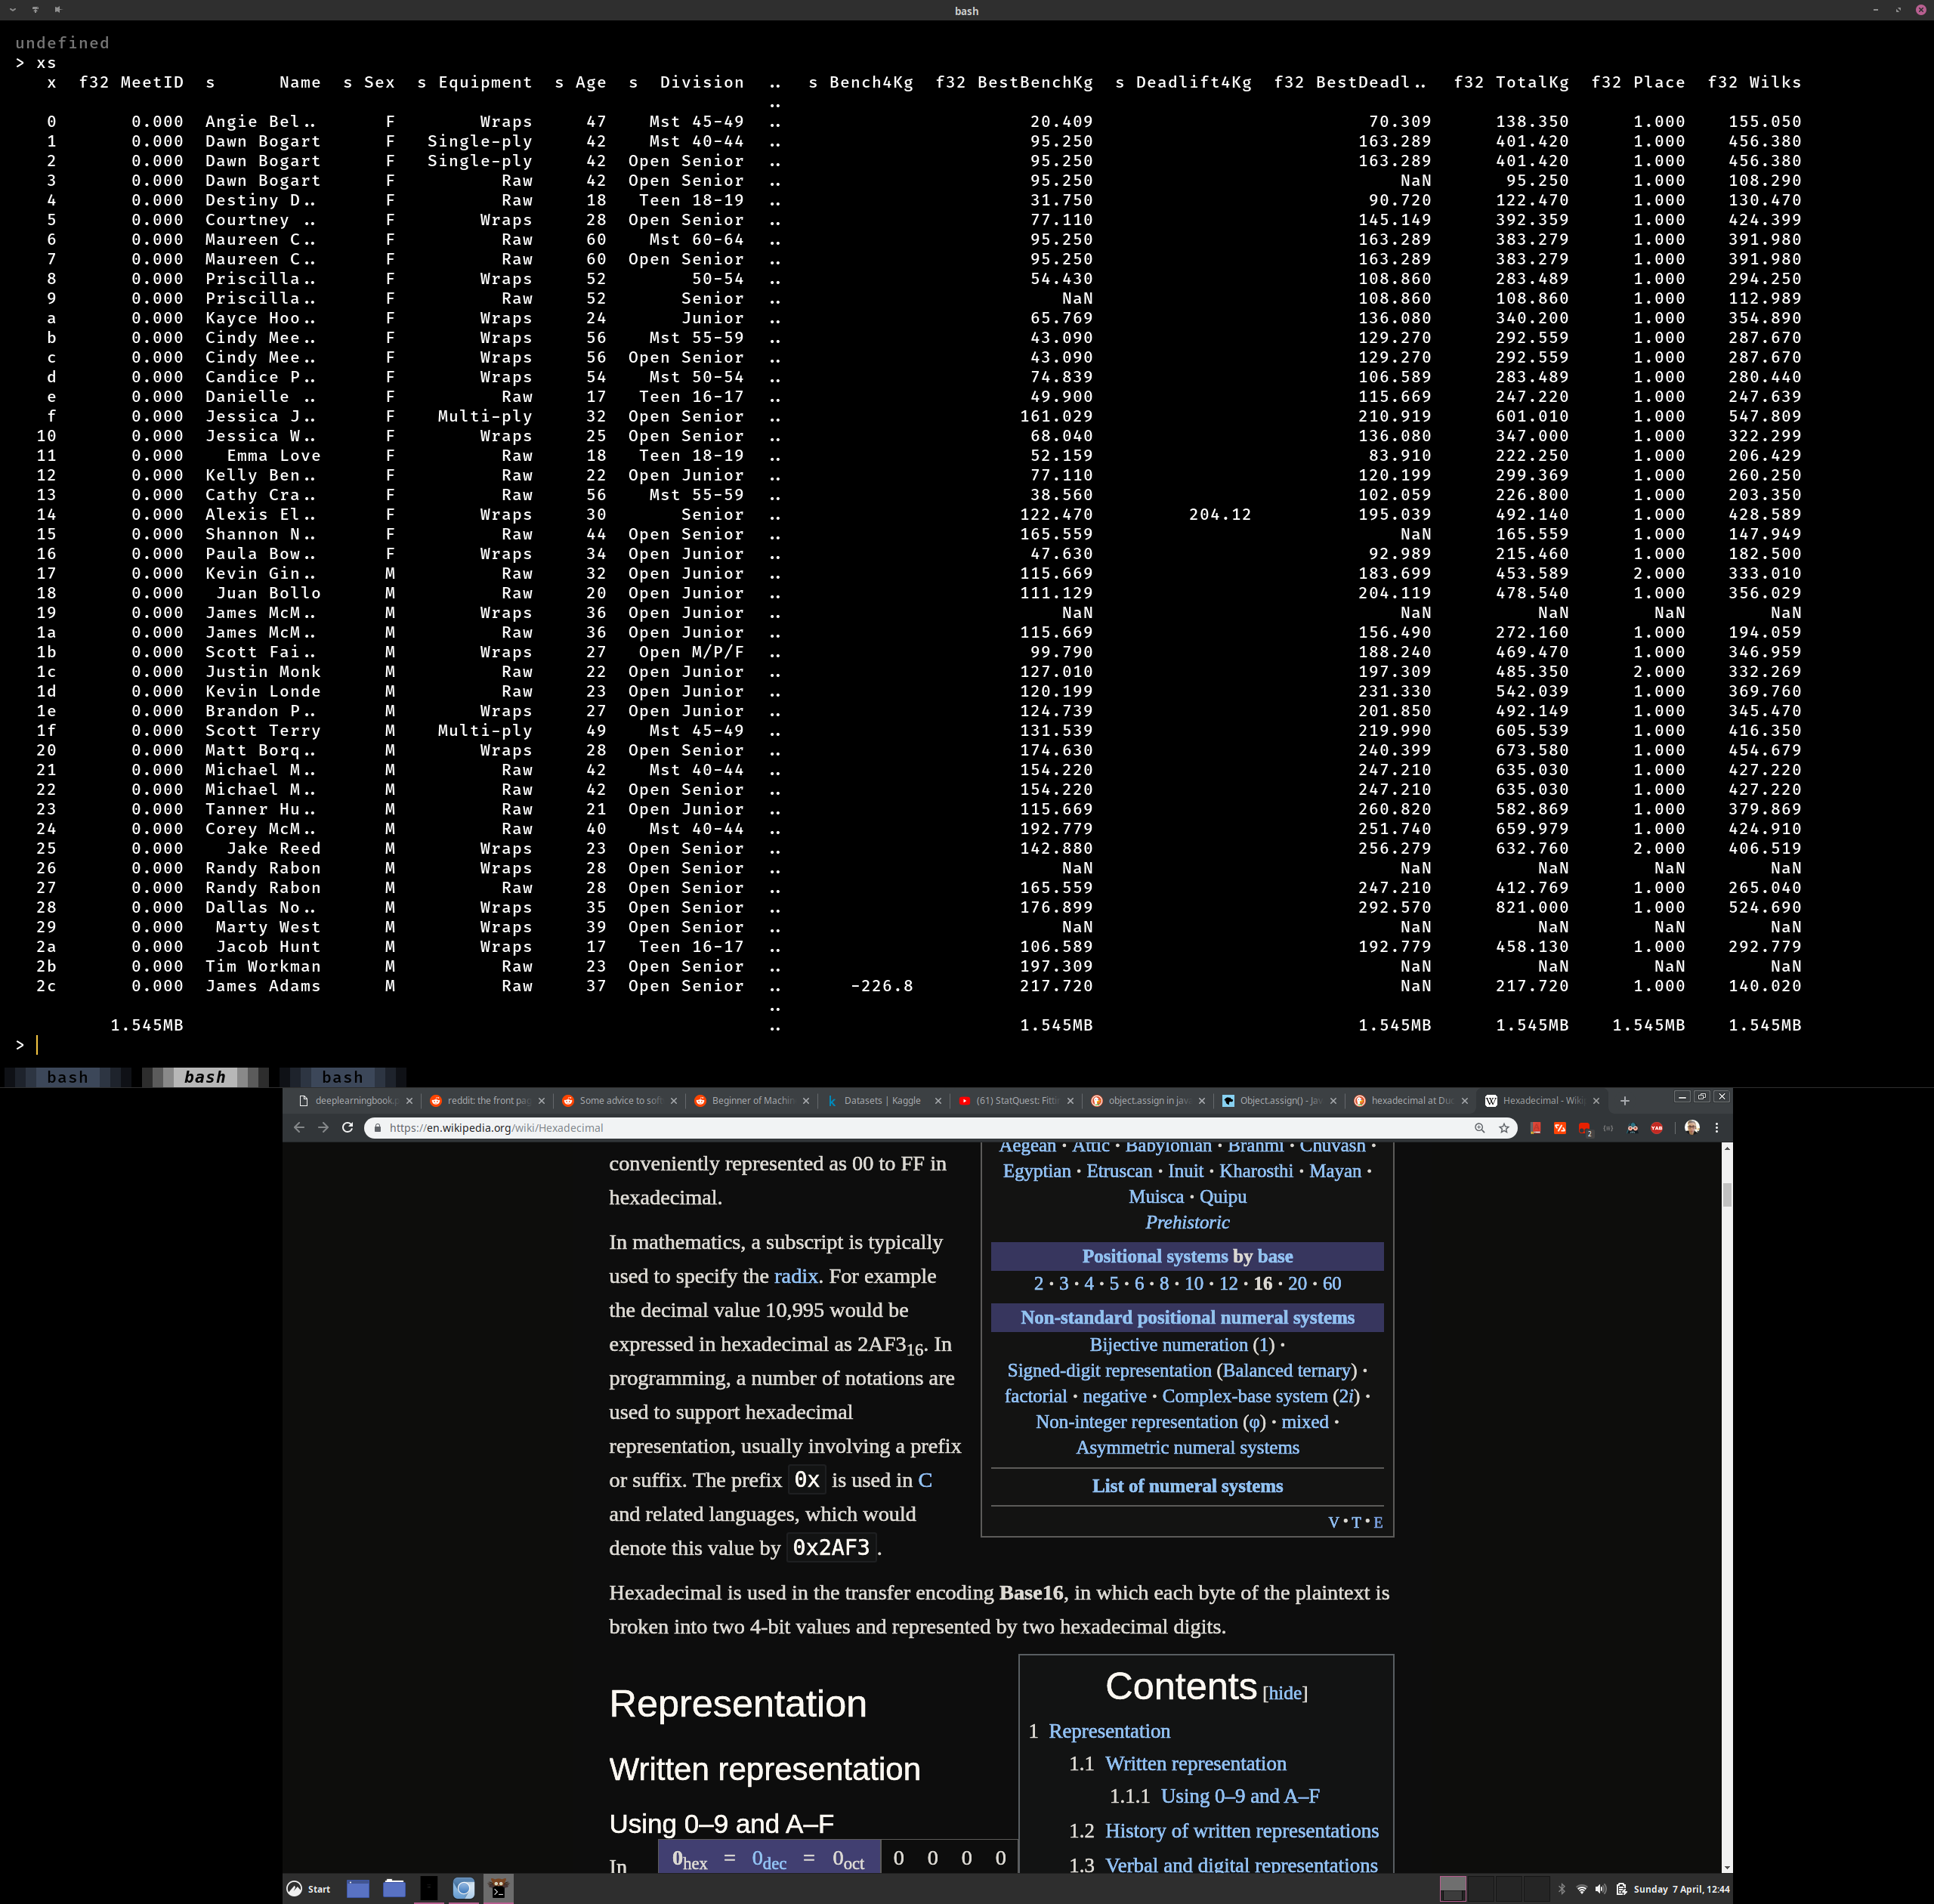 bash
undefined
> xs
x f32 MeetID s Name s Sex s Equipment s Age s Division .. s Bench4Kg f32 BestBenchKg s Deadlift4Kg f32 BestDeadl.. f32 TotalKg f32 Place f32 Wilks
..
0 0.000 Angie Bel.. F Wraps 47 Mst 45-49 .. 20.409 70.309 138.350 1.000 155.050
1 0.000 Dawn Bogart F Single-ply 42 Mst 40-44 .. 95.250 163.289 401.420 1.000 456.380
2 0.000 Dawn Bogart F Single-ply 42 Open Senior .. 95.250 163.289 401.420 1.000 456.380
3 0.000 Dawn Bogart F Raw 42 Open Senior .. 95.250 NaN 95.250 1.000 108.290
4 0.000 Destiny D.. F Raw 18 Teen 18-19 .. 31.750 90.720 122.470 1.000 130.470
5 0.000 Courtney .. F Wraps 28 Open Senior .. 77.110 145.149 392.359 1.000 424.399
6 0.000 Maureen C.. F Raw 60 Mst 60-64 .. 95.250 163.289 383.279 1.000 391.980
7 0.000 Maureen C.. F Raw 60 Open Senior .. 95.250 163.289 383.279 1.000 391.980
8 0.000 Priscilla.. F Wraps 52 50-54 .. 54.430 108.860 283.489 1.000 294.250
9 0.000 Priscilla.. F Raw 52 Senior .. NaN 108.860 108.860 1.000 112.989
a 0.000 Kayce Hoo.. F Wraps 24 Junior .. 65.769 136.080 340.200 1.000 354.890
b 0.000 Cindy Mee.. F Wraps 56 Mst 55-59 .. 43.090 129.270 292.559 1.000 287.670
c 0.000 Cindy Mee.. F Wraps 56 Open Senior .. 43.090 129.270 292.559 1.000 287.670
d 0.000 Candice P.. F Wraps 54 Mst 50-54 .. 74.839 106.589 283.489 1.000 280.440
e 0.000 Danielle .. F Raw 17 Teen 16-17 .. 49.900 115.669 247.220 1.000 247.639
f 0.000 Jessica J.. F Multi-ply 32 Open Senior .. 161.029 210.919 601.010 1.000 547.809
10 0.000 Jessica W.. F Wraps 25 Open Senior .. 68.040 136.080 347.000 1.000 322.299
11 0.000 Emma Love F Raw 18 Teen 18-19 .. 52.159 83.910 222.250 1.000 206.429
12 0.000 Kelly Ben.. F Raw 22 Open Junior .. 77.110 120.199 299.369 1.000 260.250
13 0.000 Cathy Cra.. F Raw 56 Mst 55-59 .. 38.560 102.059 226.800 1.000 203.350
14 0.000 Alexis El.. F Wraps 30 Senior .. 122.470 204.12 195.039 492.140 1.000 428.589
15 0.000 Shannon N.. F Raw 44 Open Senior .. 165.559 NaN 165.559 1.000 147.949
16 0.000 Paula Bow.. F Wraps 34 Open Junior .. 47.630 92.989 215.460 1.000 182.500
17 0.000 Kevin Gin.. M Raw 32 Open Junior .. 115.669 183.699 453.589 2.000 333.010
18 0.000 Juan Bollo M Raw 20 Open Junior .. 111.129 204.119 478.540 1.000 356.029
19 0.000 James McM.. M Wraps 36 Open Junior .. NaN NaN NaN NaN NaN
1a 0.000 James McM.. M Raw 36 Open Junior .. 115.669 156.490 272.160 1.000 194.059
1b 0.000 Scott Fai.. M Wraps 27 Open M/P/F .. 99.790 188.240 469.470 1.000 346.959
1c 0.000 Justin Monk M Raw 22 Open Junior .. 127.010 197.309 485.350 2.000 332.269
1d 0.000 Kevin Londe M Raw 23 Open Junior .. 120.199 231.330 542.039 1.000 369.760
1e 0.000 Brandon P.. M Wraps 27 Open Junior .. 124.739 201.850 492.149 1.000 345.470
1f 0.000 Scott Terry M Multi-ply 49 Mst 45-49 .. 131.539 219.990 605.539 1.000 416.350
20 0.000 Matt Borq.. M Wraps 28 Open Senior .. 174.630 240.399 673.580 1.000 454.679
21 0.000 Michael M.. M Raw 42 Mst 40-44 .. 154.220 247.210 635.030 1.000 427.220
22 0.000 Michael M.. M Raw 42 Open Senior .. 154.220 247.210 635.030 1.000 427.220
23 0.000 Tanner Hu.. M Raw 21 Open Junior .. 115.669 260.820 582.869 1.000 379.869
24 0.000 Corey McM.. M Raw 40 Mst 40-44 .. 192.779 251.740 659.979 1.000 424.910
25 0.000 Jake Reed M Wraps 23 Open Senior .. 142.880 256.279 632.760 2.000 406.519
26 0.000 Randy Rabon M Wraps 28 Open Senior .. NaN NaN NaN NaN NaN
27 0.000 Randy Rabon M Raw 28 Open Senior .. 165.559 247.210 412.769 1.000 265.040
28 0.000 Dallas No.. M Wraps 35 Open Senior .. 176.899 292.570 821.000 1.000 524.690
29 0.000 Marty West M Wraps 39 Open Senior .. NaN NaN NaN NaN NaN
2a 0.000 Jacob Hunt M Wraps 17 Teen 16-17 .. 106.589 192.779 458.130 1.000 292.779
2b 0.000 Tim Workman M Raw 23 Open Senior .. 197.309 NaN NaN NaN NaN
2c 0.000 James Adams M Raw 37 Open Senior .. -226.8 217.720 NaN 217.720 1.000 140.020
..
1.545MB .. 1.545MB 1.545MB 1.545MB 1.545MB 1.545MB
>
bash bash bash
deeplearningbook.p reddit: the front pag Some advice to soft Beginner of Machin Datasets | Kaggle (61) StatQuest: Fittin object.assign in java Object.assign() - Jav hexadecimal at Duc Hexadecimal - Wiki
https://en.wikipedia.org/wiki/Hexadecimal
conveniently represented as 00 to FF in
hexadecimal.
In mathematics, a subscript is typically
used to specify the radix. For example
the decimal value 10,995 would be
expressed in hexadecimal as 2AF3₁₆. In
programming, a number of notations are
used to support hexadecimal
representation, usually involving a prefix
or suffix. The prefix 0x is used in C
and related languages, which would
denote this value by 0x2AF3.
Aegean • Attic • Babylonian • Brahmi • Chuvash •
Egyptian • Etruscan • Inuit • Kharosthi • Mayan •
Muisca • Quipu
Prehistoric
Positional systems by base
2 • 3 • 4 • 5 • 6 • 8 • 10 • 12 • 16 • 20 • 60
Non-standard positional numeral systems
Bijective numeration (1) •
Signed-digit representation (Balanced ternary) •
factorial • negative • Complex-base system (2i) •
Non-integer representation (φ) • mixed •
Asymmetric numeral systems
List of numeral systems
V • T • E
Hexadecimal is used in the transfer encoding Base16, in which each byte of the plaintext is
broken into two 4-bit values and represented by two hexadecimal digits.
Representation
Written representation
Using 0–9 and A–F
In
0hex = 0dec = 0oct 0 0 0 0
Contents [hide]
1 Representation
1.1 Written representation
1.1.1 Using 0–9 and A–F
1.2 History of written representations
1.3 Verbal and digital representations
Start
Sunday 7 April, 12:44